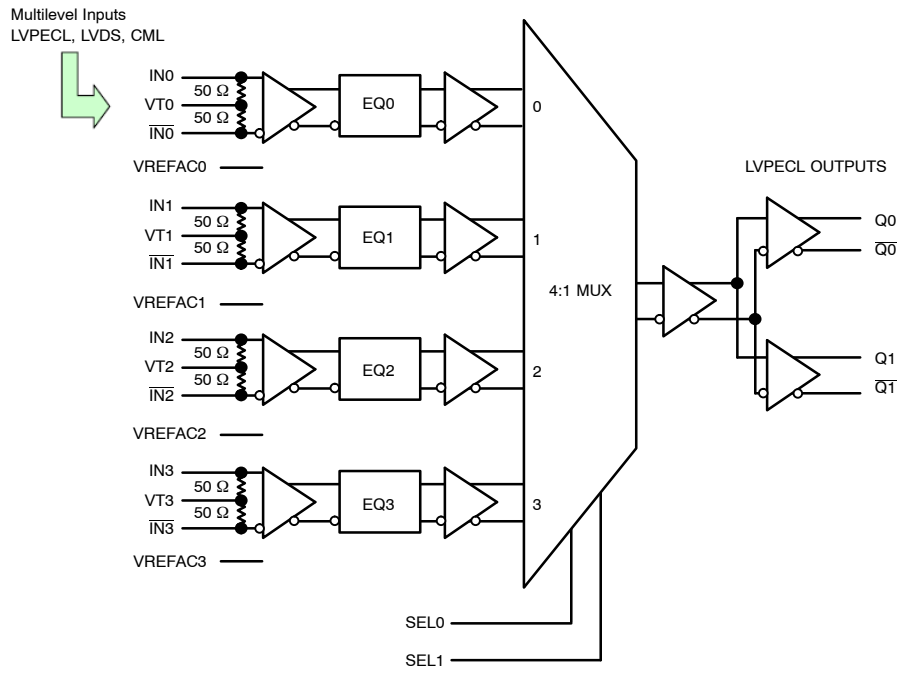 Multilevel Inputs
LVPECL, LVDS, CML
IN0
50 Ω
VT0
50 Ω
IN0
VREFAC0
EQ0
0
IN1
50 Ω
VT1
50 Ω
IN1
VREFAC1
EQ1
1
IN2
50 Ω
VT2
50 Ω
IN2
VREFAC2
EQ2
2
IN3
50 Ω
VT3
50 Ω
IN3
VREFAC3
EQ3
3
4:1 MUX
SEL0
SEL1
LVPECL OUTPUTS
Q0
Q0
Q1
Q1